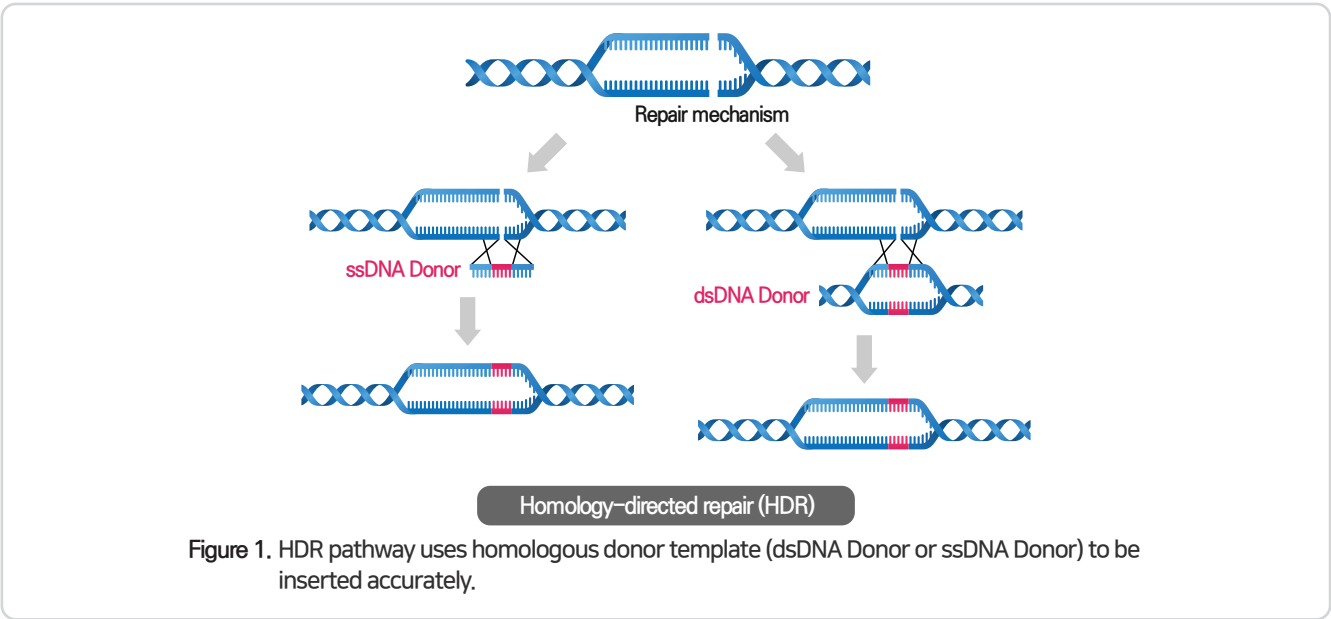 Repair mechanism
ssDNA Donor
dsDNA Donor
Homology-directed repair (HDR)
Figure 1. HDR pathway uses homologous donor template (dsDNA Donor or ssDNA Donor) to be
inserted accurately.